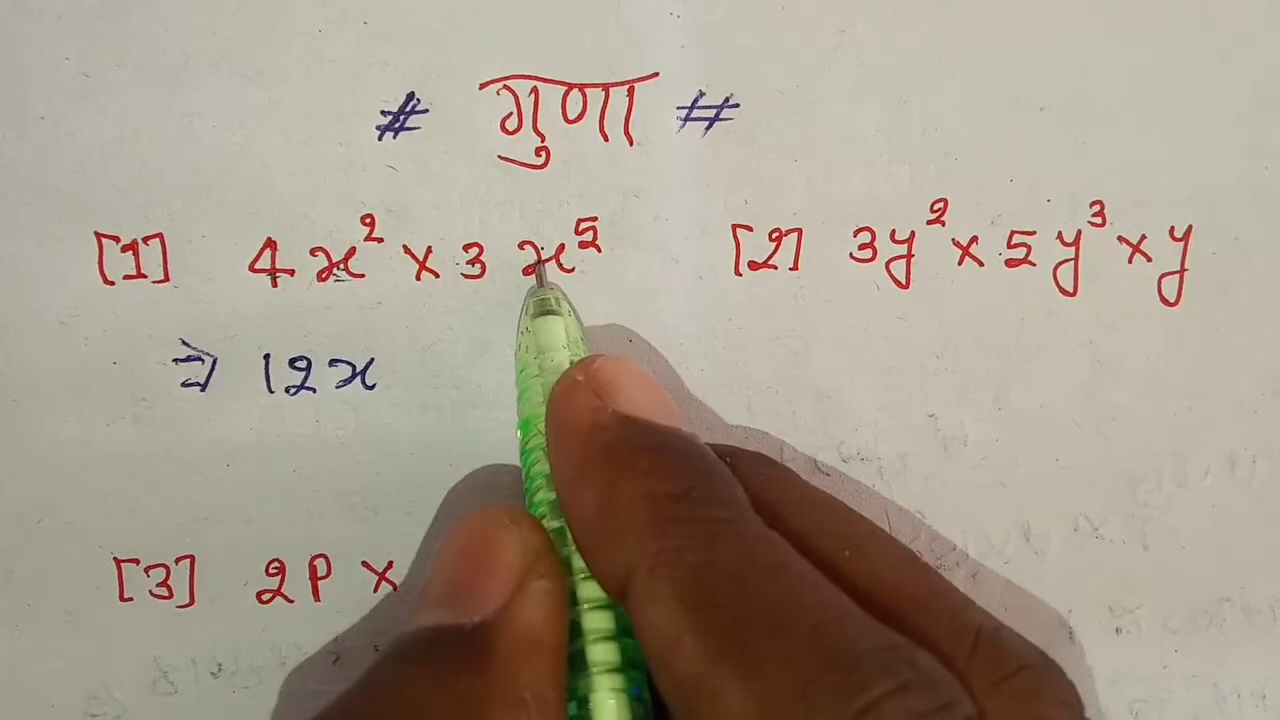 # गुणा #
[1] 4x² × 3x⁵ [2] 3y² × 5y³ × y
⇒ 12x
[3] 2P ×